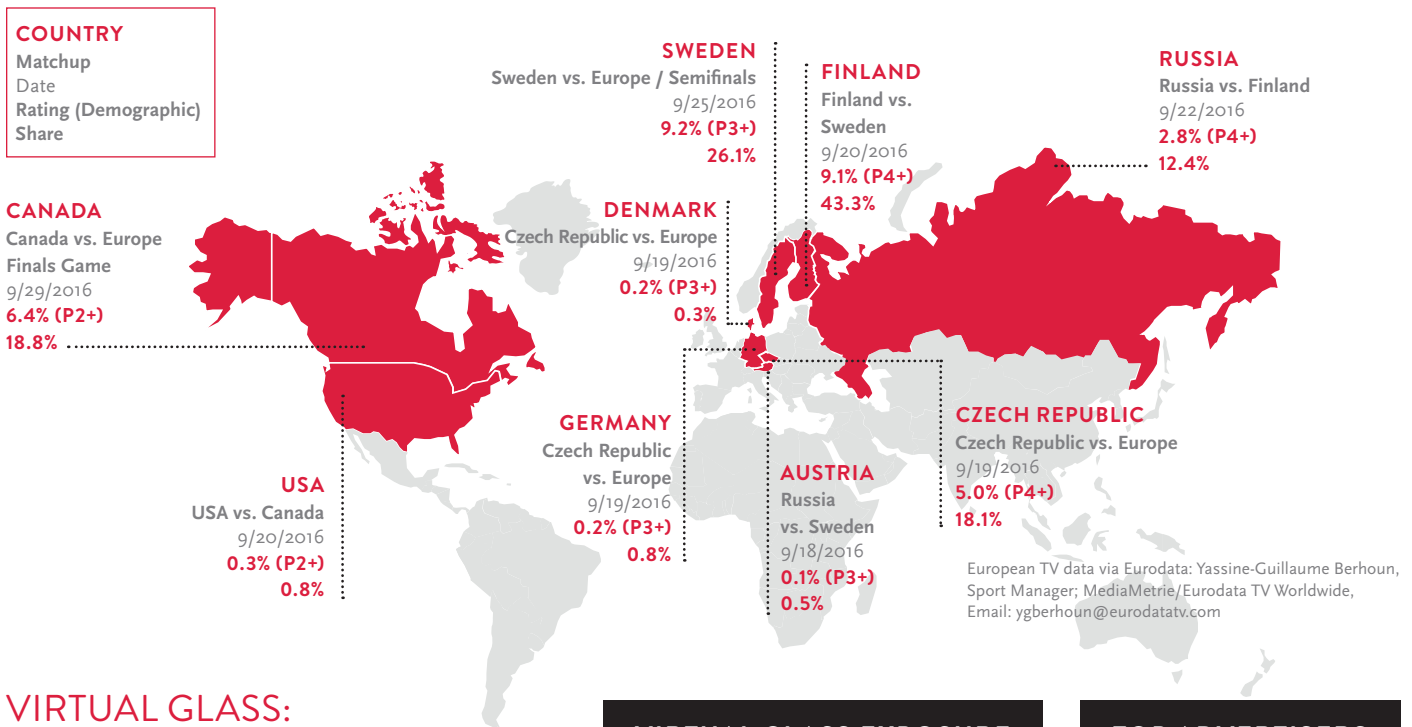 COUNTRY
Matchup
Date
Rating (Demographic)
Share
SWEDEN
Sweden vs. Europe / Semifinals
9/25/2016
9.2% (P3+)
26.1%
FINLAND
Finland vs.
Sweden
9/20/2016
9.1% (P4+)
43.3%
RUSSIA
Russia vs. Finland
9/22/2016
2.8% (P4+)
12.4%
CANADA
Canada vs. Europe
Finals Game
9/29/2016
6.4% (P2+)
18.8%
DENMARK
Czech Republic vs. Europe
9/19/2016
0.2% (P3+)
0.3%
USA
USA vs. Canada
9/20/2016
0.3% (P2+)
0.8%
GERMANY
Czech Republic
vs. Europe
9/19/2016
0.2% (P3+)
0.8%
AUSTRIA
Russia
vs. Sweden
9/18/2016
0.1% (P3+)
0.5%
CZECH REPUBLIC
Czech Republic vs. Europe
9/19/2016
5.0% (P4+)
18.1%
European TV data via Eurodata: Yassine-Guillaume Berhoun,
Sport Manager; MediaMetrie/Eurodata TV Worldwide,
Email: ygberhoun@eurodatatv.com
VIRTUAL GLASS: